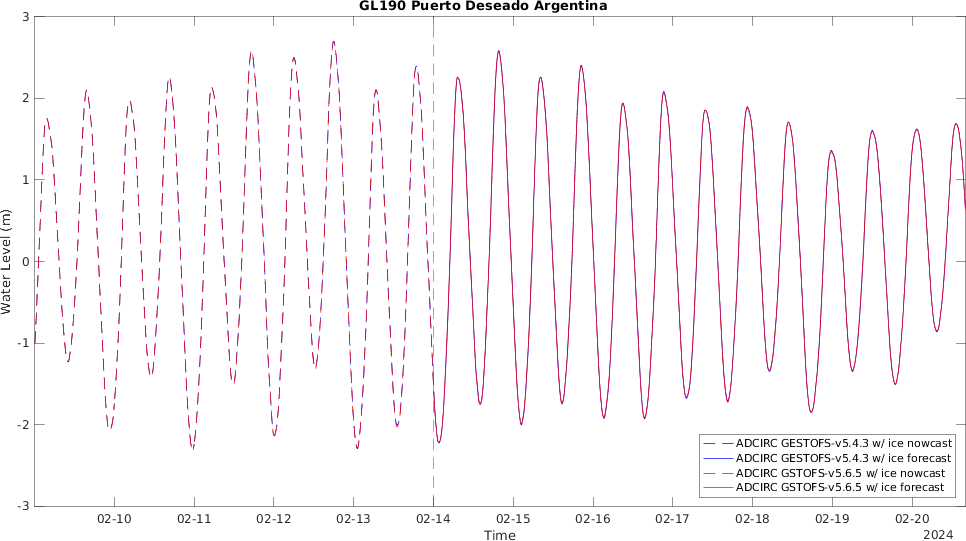 GL190 Puerto Deseado Argentina
3
2
1
0
-1
-2
-3
Water Level (m)
ADCIRC GESTOFS-v5.4.3 w/ ice nowcast
ADCIRC GESTOFS-v5.4.3 w/ ice forecast
ADCIRC GSTOFS-v5.6.5 w/ ice nowcast
ADCIRC GSTOFS-v5.6.5 w/ ice forecast
02-10 02-11 02-12 02-13 02-14 02-15 02-16 02-17 02-18 02-19 02-20
Time
2024